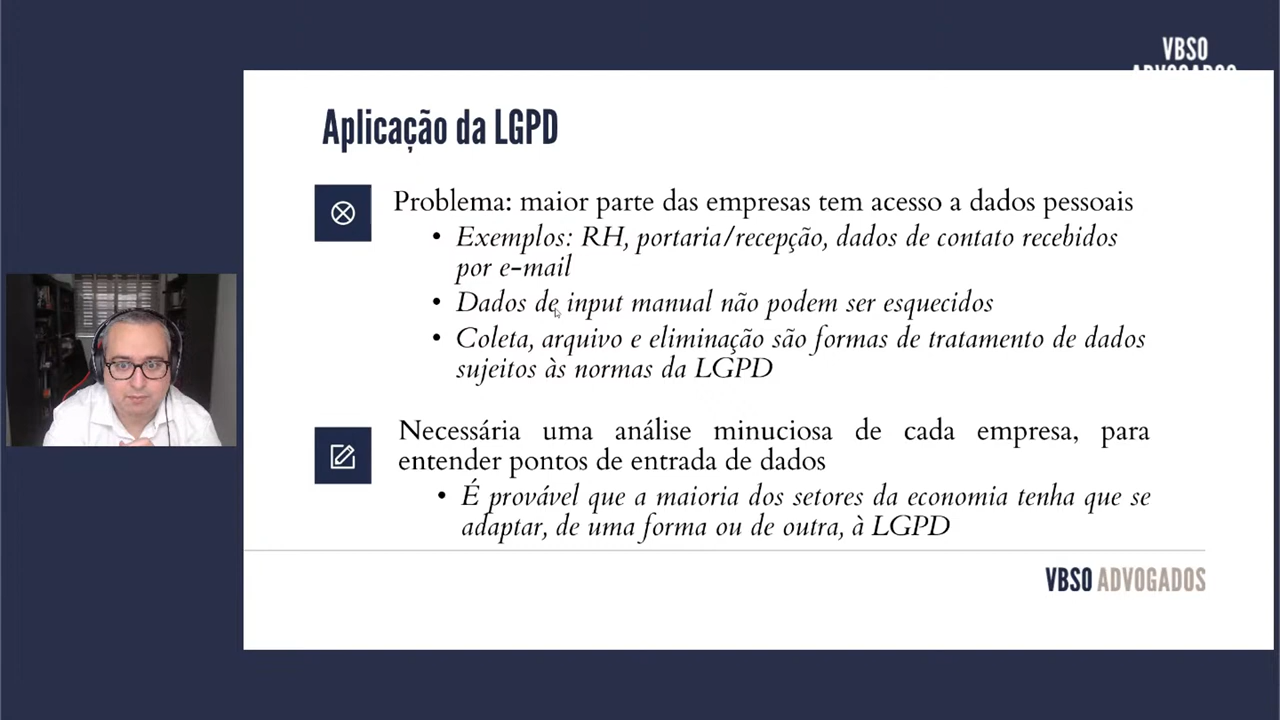 VBSO
ADVOGADOS
Aplicação da LGPD
Problema: maior parte das empresas tem acesso a dados pessoais
• Exemplos: RH, portaria/recepção, dados de contato recebidos
por e-mail
• Dados de input manual não podem ser esquecidos
• Coleta, arquivo e eliminação são formas de tratamento de dados
sujeitos às normas da LGPD
Necessária uma análise minuciosa de cada empresa, para
entender pontos de entrada de dados
• É provável que a maioria dos setores da economia tenha que se
adaptar, de uma forma ou de outra, à LGPD
VBSO ADVOGADOS